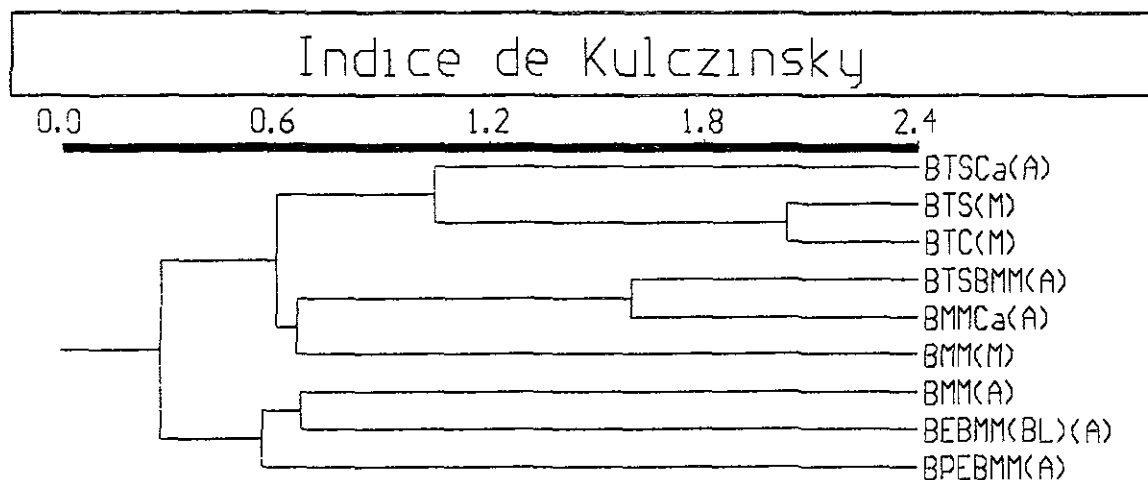 Indice de Kulczinsky
0.0 0.6 1.2 1.8 2.4
BTSCa(A)
BTS(M)
BTC(M)
BTSBMM(A)
BMMCa(A)
BMM(M)
BMM(A)
BEBMM(BL)(A)
BPEBMM(A)